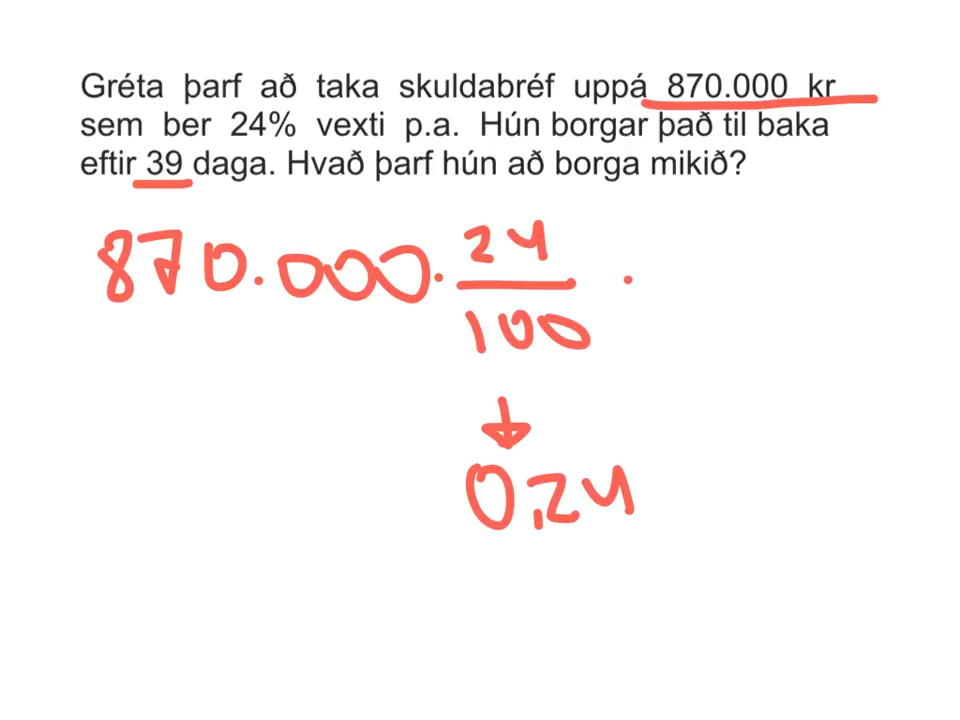 Gréta þarf að taka skuldabréf uppá 870.000 kr
sem ber 24% vexti p.a. Hún borgar það til baka
eftir 39 daga. Hvað þarf hún að borga mikið?
870.000 · 24/100 ·
↓
0,24